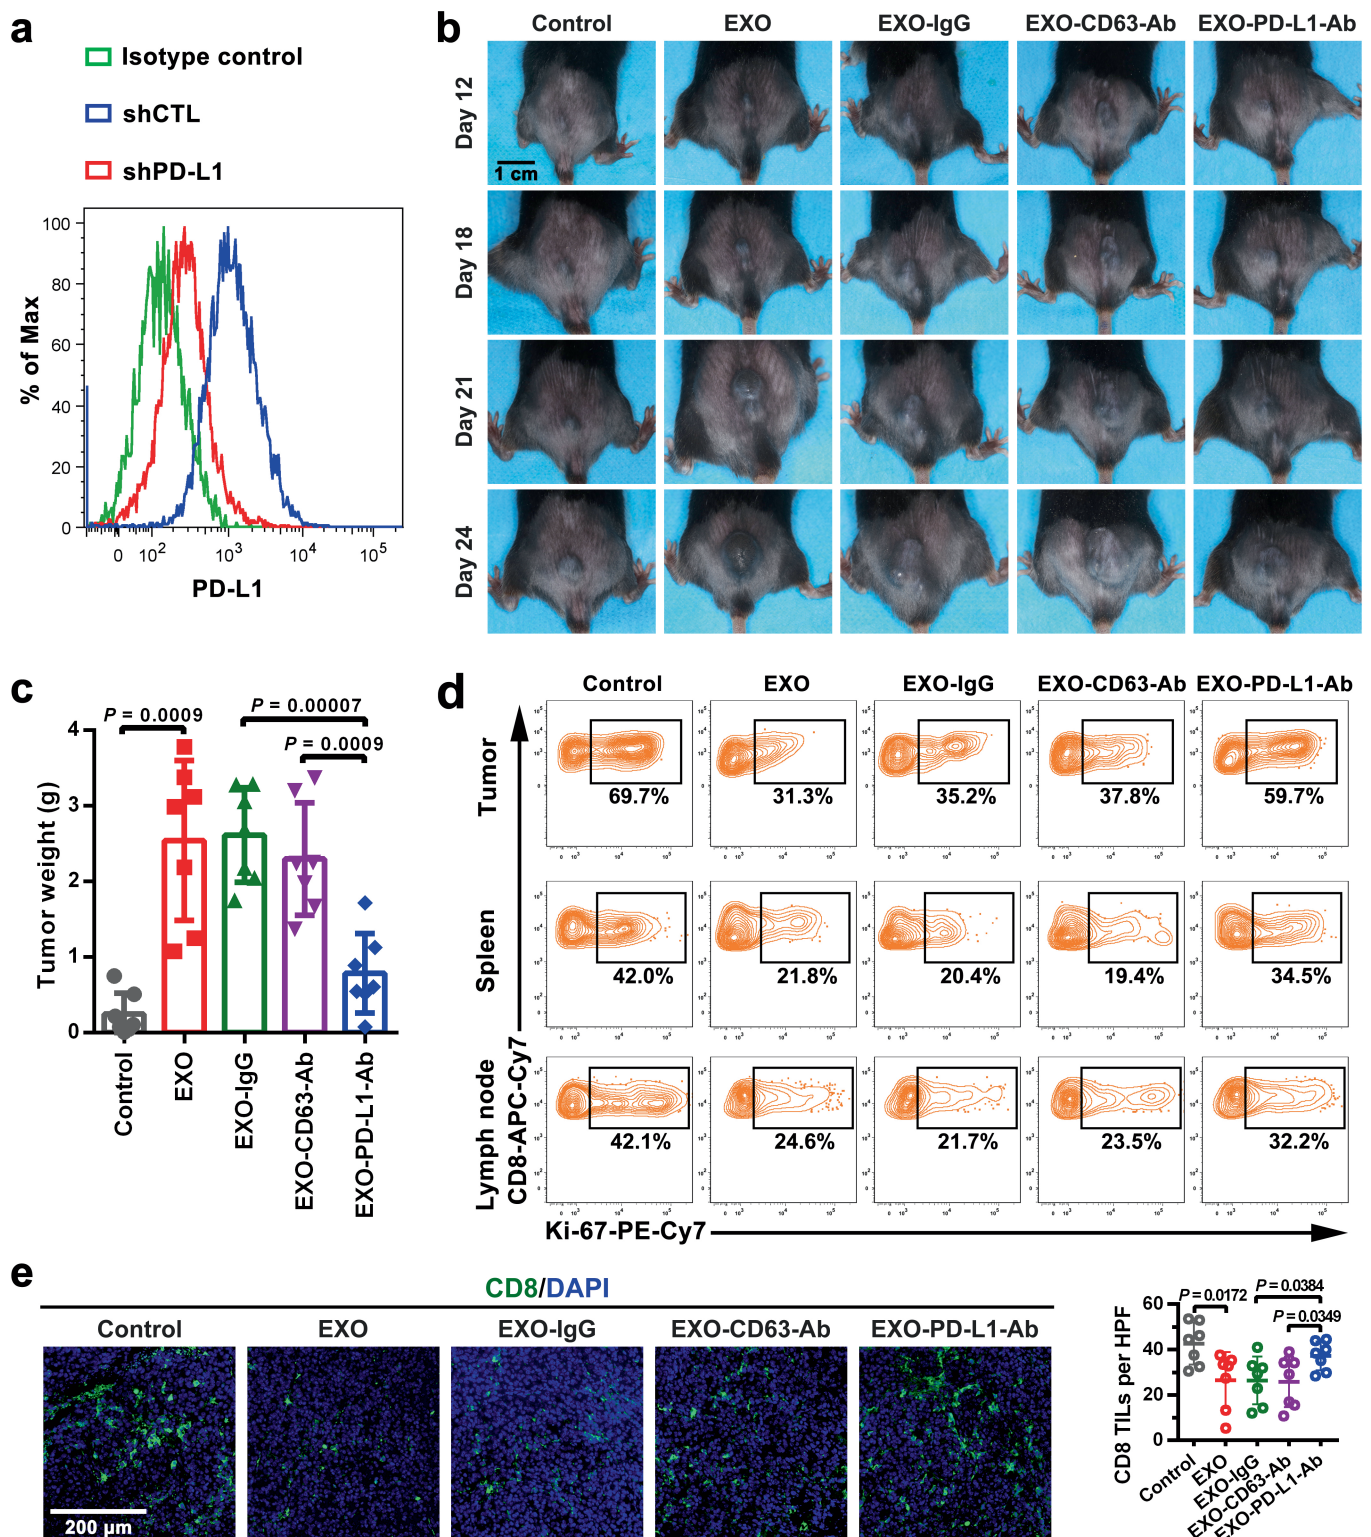 a
Isotype control
shCTL
shPD-L1
100
80
60
40
20
0
% of Max
0 10² 10³ 10⁴ 10⁵
PD-L1
b
Control EXO EXO-IgG EXO-CD63-Ab EXO-PD-L1-Ab
Day 12
1 cm
Day 18
Day 21
Day 24
c
P = 0.0009
P = 0.00007
P = 0.0009
4
3
2
1
0
Tumor weight (g)
Control EXO EXO-IgG EXO-CD63-Ab EXO-PD-L1-Ab
d
Control EXO EXO-IgG EXO-CD63-Ab EXO-PD-L1-Ab
Tumor
69.7% 31.3% 35.2% 37.8% 59.7%
Spleen
42.0% 21.8% 20.4% 19.4% 34.5%
Lymph node
42.1% 24.6% 21.7% 23.5% 32.2%
CD8-APC-Cy7
Ki-67-PE-Cy7
e
CD8/DAPI
Control EXO EXO-IgG EXO-CD63-Ab EXO-PD-L1-Ab
200 µm
P = 0.0384
P = 0.0172
P = 0.0349
60
40
20
0
CD8 TILs per HPF
Control EXO EXO-IgG EXO-CD63-Ab EXO-PD-L1-Ab